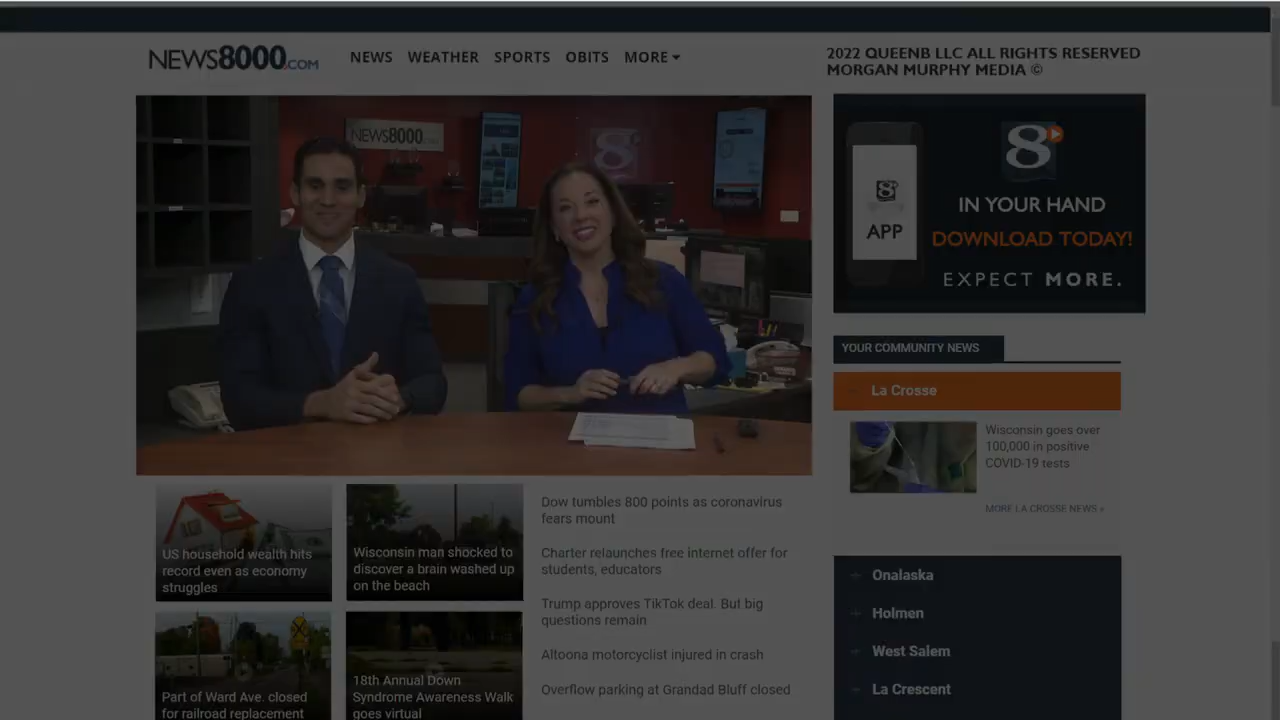 NEWS8000.COM
NEWS WEATHER SPORTS OBITS MORE
2022 QUEENB LLC ALL RIGHTS RESERVED
MORGAN MURPHY MEDIA ©
NEWS8000.COM
8
8
8
APP
IN YOUR HAND
DOWNLOAD TODAY!
EXPECT MORE.
YOUR COMMUNITY NEWS
La Crosse
Wisconsin goes over
100,000 in positive
COVID-19 tests
MORE LA CROSSE NEWS »
US household wealth hits
record even as economy
struggles
Wisconsin man shocked to
discover a brain washed up
on the beach
Dow tumbles 800 points as coronavirus
fears mount
Charter relaunches free internet offer for
students, educators
Trump approves TikTok deal. But big
questions remain
Altoona motorcyclist injured in crash
Overflow parking at Grandad Bluff closed
Part of Ward Ave. closed
for railroad replacement
18th Annual Down
Syndrome Awareness Walk
goes virtual
Onalaska
Holmen
West Salem
La Crescent